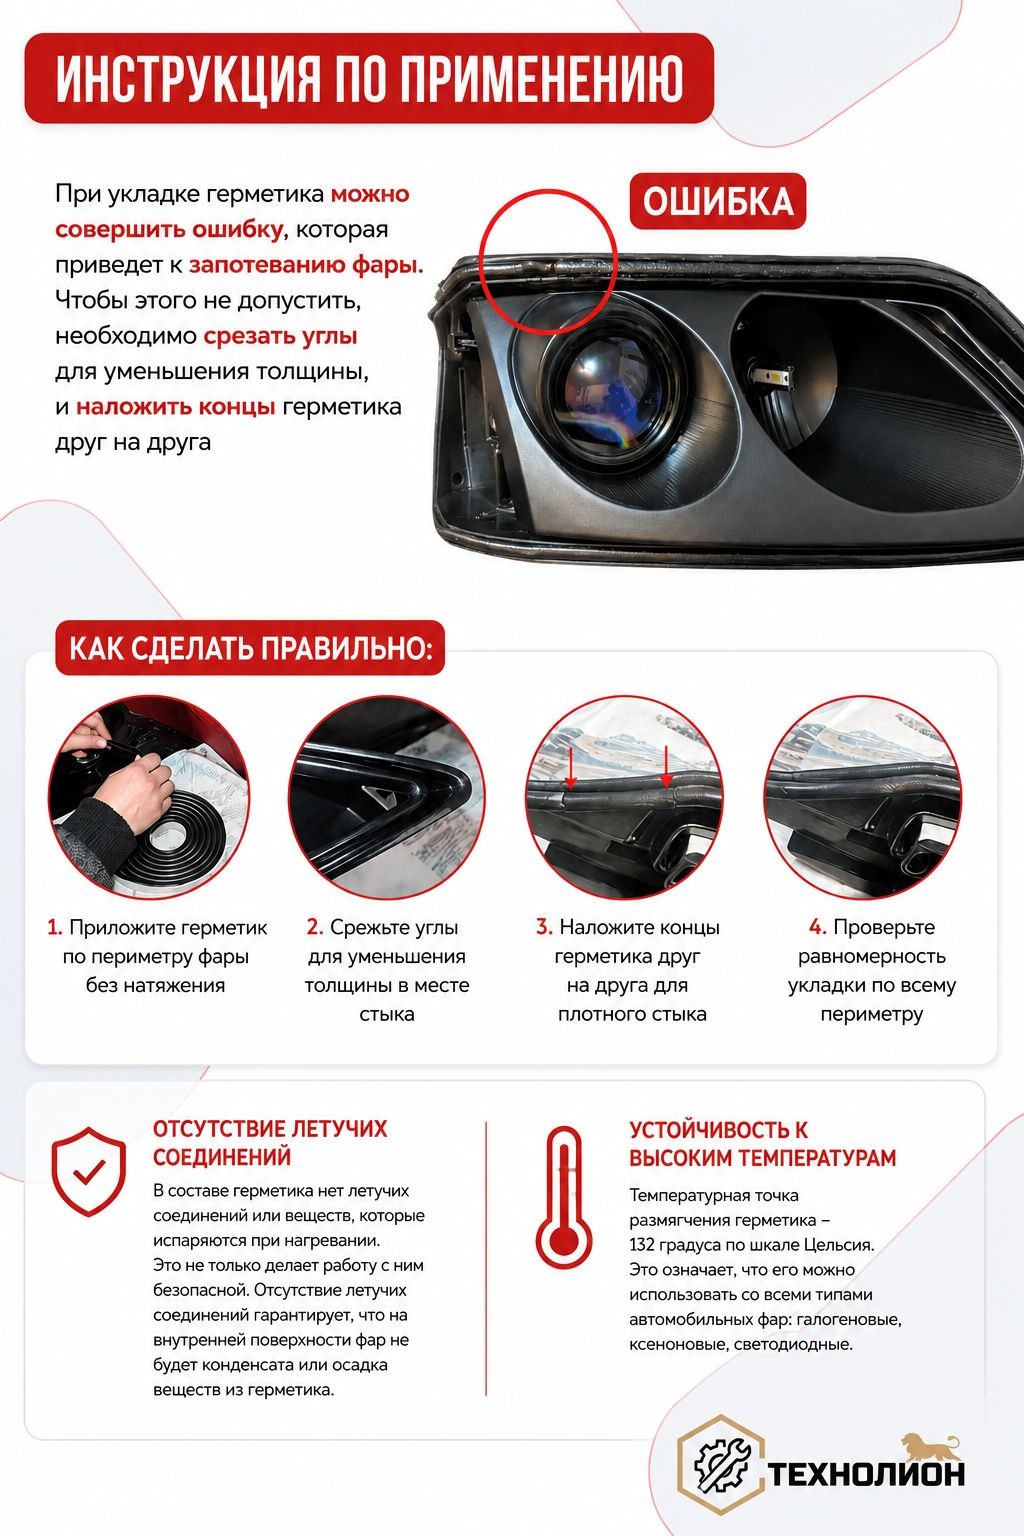 ИНСТРУКЦИЯ ПО ПРИМЕНЕНИЮ
При укладке герметика можно
совершить ошибку, которая
приведет к запотеванию фары.
Чтобы этого не допустить,
необходимо срезать углы
для уменьшения толщины,
и наложить концы герметика
друг на друга
ОШИБКА
КАК СДЕЛАТЬ ПРАВИЛЬНО:
1. Приложите герметик
по периметру фары
без натяжения
2. Срежьте углы
для уменьшения
толщины в месте
стыка
3. Наложите концы
герметика друг
на друга для
плотного стыка
4. Проверьте
равномерность
укладки по всему
периметру
ОТСУТСТВИЕ ЛЕТУЧИХ
СОЕДИНЕНИЙ
В составе герметика нет летучих
соединений или веществ, которые
испаряются при нагревании.
Это не только делает работу с ним
безопасной. Отсутствие летучих
соединений гарантирует, что на
внутренней поверхности фар не
будет конденсата или осадка
веществ из герметика.
УСТОЙЧИВОСТЬ К
ВЫСОКИМ ТЕМПЕРАТУРАМ
Температурная точка
размягчения герметика –
132 градуса по шкале Цельсия.
Это означает, что его можно
использовать со всеми типами
автомобильных фар: галогеновые,
ксеноновые, светодиодные.
ТЕХНОЛИОН